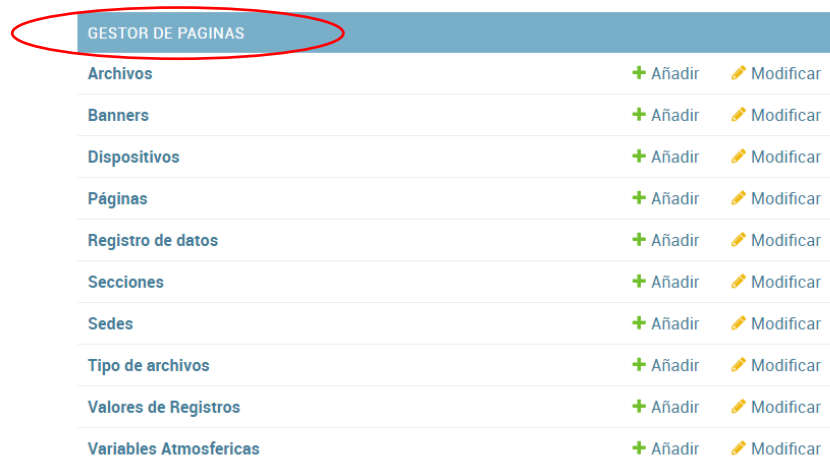 GESTOR DE PAGINAS
Archivos Añadir Modificar
Banners Añadir Modificar
Dispositivos Añadir Modificar
Páginas Añadir Modificar
Registro de datos Añadir Modificar
Secciones Añadir Modificar
Sedes Añadir Modificar
Tipo de archivos Añadir Modificar
Valores de Registros Añadir Modificar
Variables Atmosfericas Añadir Modificar